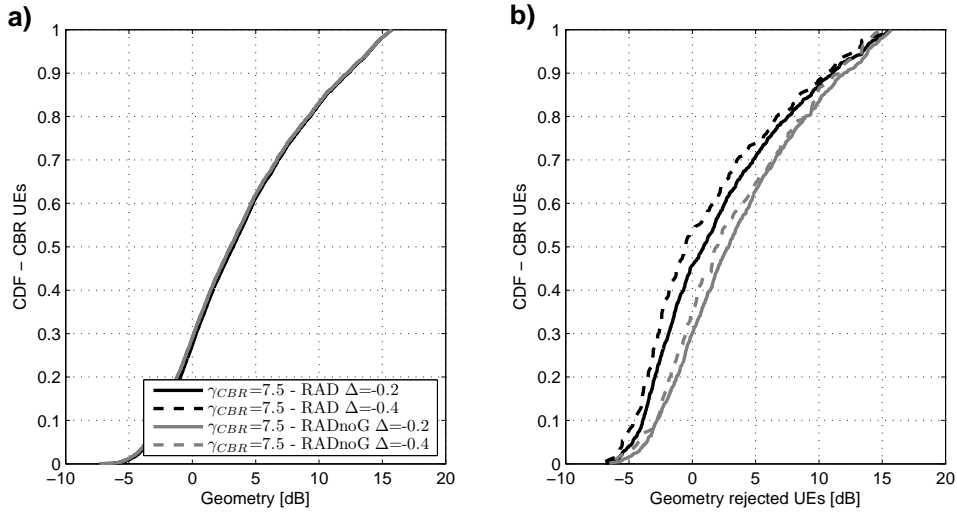 a)
1
0.9
0.8
0.7
0.6
0.5
0.4
0.3
0.2
0.1
0
CDF − CBR UEs
γCBR=7.5 - RAD Δ=-0.2
γCBR=7.5 - RAD Δ=-0.4
γCBR=7.5 - RADnoG Δ=-0.2
γCBR=7.5 - RADnoG Δ=-0.4
−10 −5 0 5 10 15 20
Geometry [dB]
b)
1
0.9
0.8
0.7
0.6
0.5
0.4
0.3
0.2
0.1
0
CDF − CBR UEs
−10 −5 0 5 10 15 20
Geometry rejected UEs [dB]